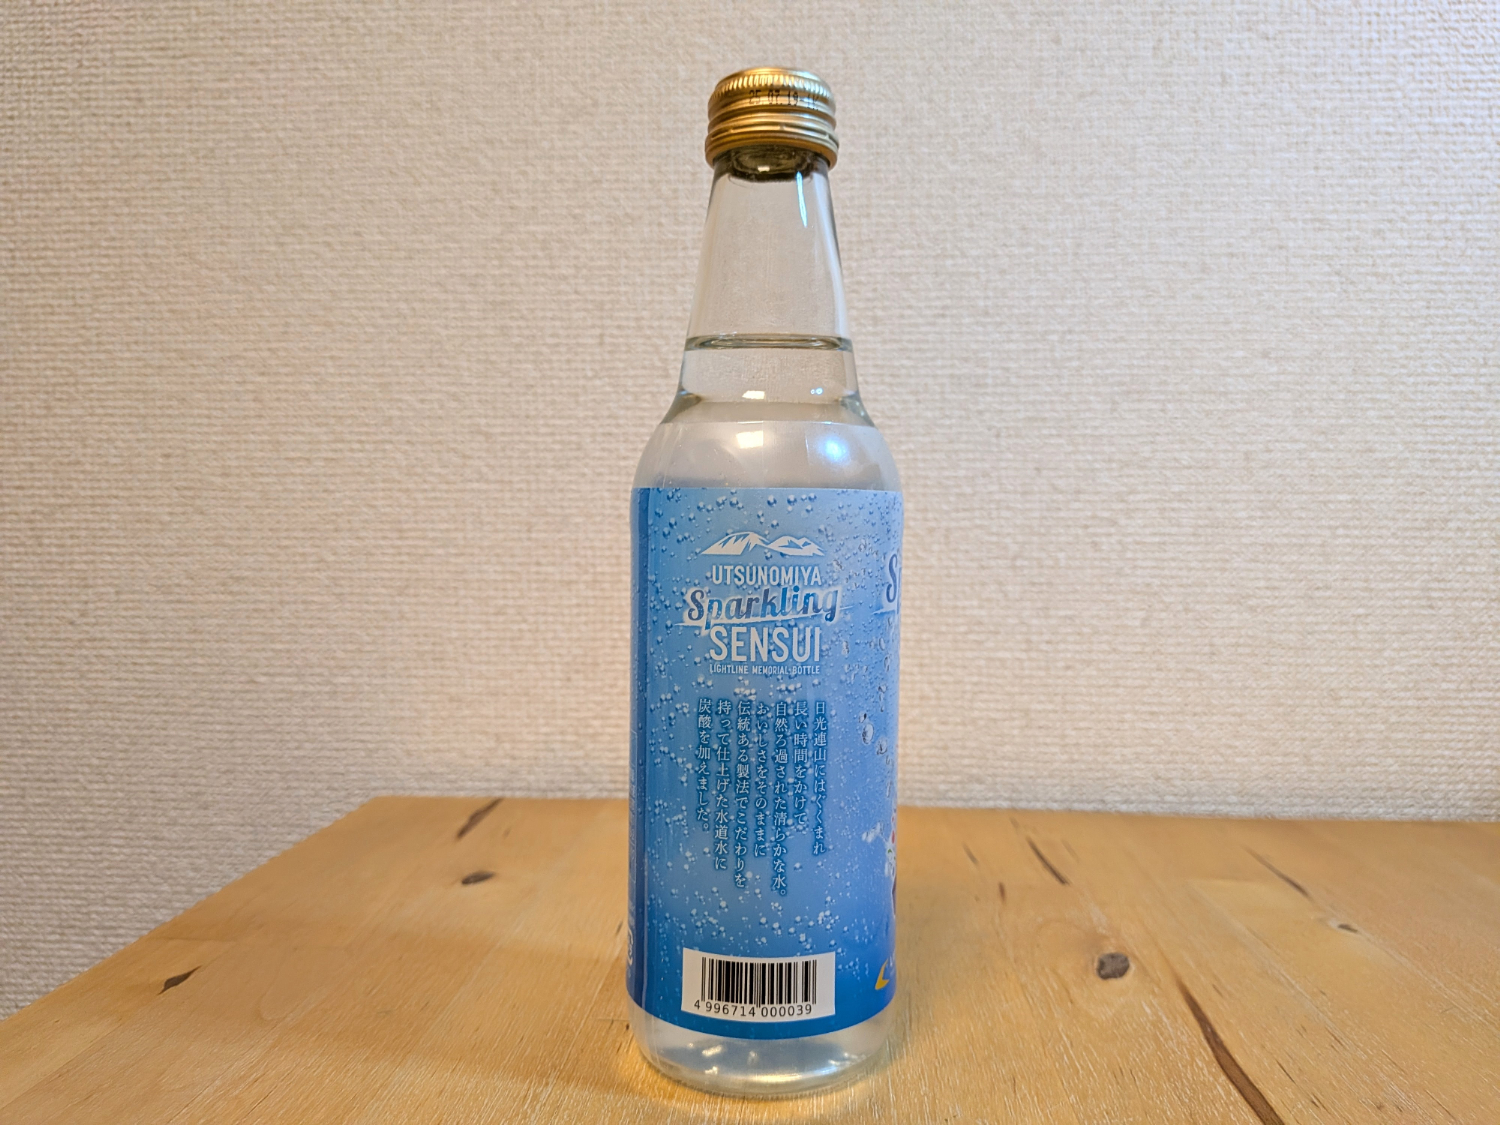 25.07.19
UTSUNOMIYA
Sparkling
SENSUI
LIGHTLINE MEMORIAL BOTTLE
日光連山にはぐくまれ
長い時間をかけて
自然ろ過された清らかな水。
おいしさをそのままに
伝統ある製法でこだわりを
持って仕上げた水道水に
炭酸を加えました。
4 996714 000039